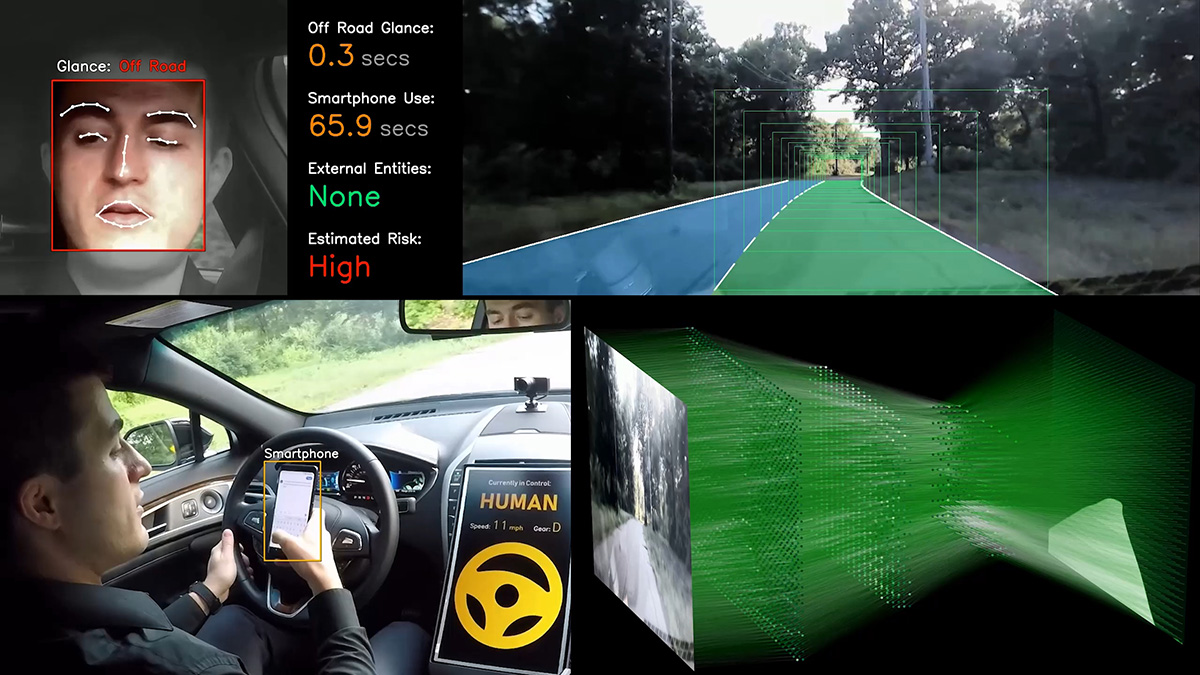 Glance: Off Road
Off Road Glance:
0.3 secs
Smartphone Use:
65.9 secs
External Entities:
None
Estimated Risk:
High
Smartphone
Currently in Control:
HUMAN
Speed: 11 mph Gear: D